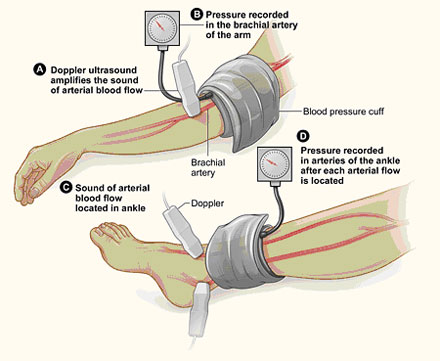 B Pressure recorded
in the brachial artery
of the arm
A Doppler ultrasound
amplifies the sound
of arterial blood flow
Blood pressure cuff
Brachial
artery
D Pressure recorded
in arteries of the ankle
after each arterial flow
is located
C Sound of arterial
blood flow
located in ankle
Doppler